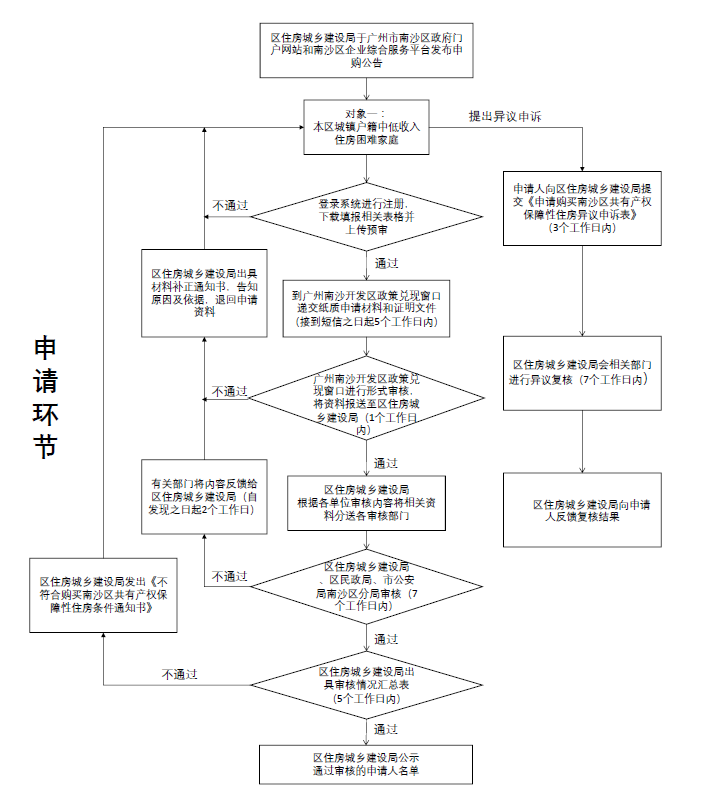 区住房城乡建设局于广州市南沙区政府门
户网站和南沙区企业综合服务平台发布申
购公告
对象一：
本区城镇户籍中低收入
住房困难家庭
提出异议申诉
不通过
登录系统进行注册，
下载填报相关表格并
上传预审
申请人向区住房城乡建设局提
交《申请购买南沙区共有产权
保障性住房异议申诉表》
（3个工作日内）
通过
区住房城乡建设局出具
材料补正通知书，告知
原因及依据，退回申请
资料
到广州南沙开发区政策兑现窗口
递交纸质申请材料和证明文件
（接到短信之日起5个工作日内）
申
请
环
节
区住房城乡建设局会相关部门
进行异议复核（7个工作日内）
不通过
广州南沙开发区政策兑
现窗口进行形式审核，
将资料报送至区住房城
乡建设局（1个工作日
内）
通过
有关部门将内容反馈给
区住房城乡建设局（自
发现之日起2个工作日）
区住房城乡建设局
根据各单位审核内容将相关资
料分送各审核部门
区住房城乡建设局向申请
人反馈复核结果
不通过
区住房城乡建设局
、区民政局、市公安
局南沙区分局审核（7
个工作日内）
区住房城乡建设局发出《不
符合购买南沙区共有产权保
障性住房条件通知书》
通过
不通过
区住房城乡建设局出
具审核情况汇总表
（5个工作日内）
通过
区住房城乡建设局公示
通过审核的申请人名单